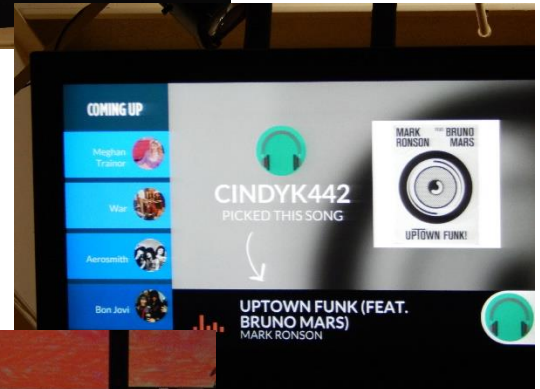 COMING UP
Meghan
Trainor
War
Aerosmith
Bon Jovi
CINDYK442
PICKED THIS SONG
MARK RONSON
FEAT. BRUNO MARS
UPTOWN FUNK!
UPTOWN FUNK (FEAT.
BRUNO MARS)
MARK RONSON